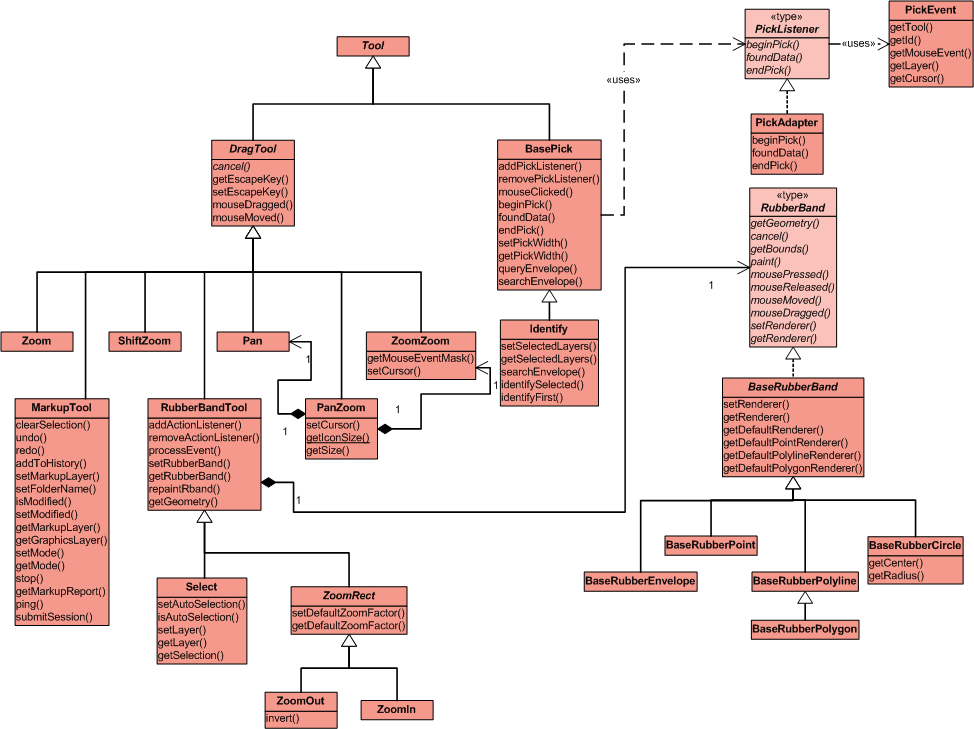 Tool
«type»
PickListener
beginPick()
foundData()
endPick()
«uses»
PickEvent
getTool()
getId()
getMouseEvent()
getLayer()
getCursor()
«uses»
PickAdapter
beginPick()
foundData()
endPick()
DragTool
cancel()
getEscapeKey()
setEscapeKey()
mouseDragged()
mouseMoved()
BasePick
addPickListener()
removePickListener()
mouseClicked()
beginPick()
foundData()
endPick()
setPickWidth()
getPickWidth()
queryEnvelope()
searchEnvelope()
«type»
RubberBand
getGeometry()
cancel()
getBounds()
paint()
mousePressed()
mouseReleased()
mouseMoved()
mouseDragged()
setRenderer()
getRenderer()
1
Zoom
ShiftZoom
Pan
1
ZoomZoom
getMouseEventMask()
setCursor()
1
Identify
setSelectedLayers()
getSelectedLayers()
searchEnvelope()
identifySelected()
identifyFirst()
MarkupTool
clearSelection()
undo()
redo()
addToHistory()
setMarkupLayer()
setFolderName()
isModified()
setModified()
getMarkupLayer()
getGraphicsLayer()
setMode()
getMode()
stop()
getMarkupReport()
ping()
submitSession()
RubberBandTool
addActionListener()
removeActionListener()
processEvent()
setRubberBand()
getRubberBand()
repaintRband()
getGeometry()
1
1
PanZoom
setCursor()
getIconSize()
getSize()
1
BaseRubberBand
setRenderer()
getRenderer()
getDefaultRenderer()
getDefaultPointRenderer()
getDefaultPolylineRenderer()
getDefaultPolygonRenderer()
BaseRubberPoint
BaseRubberCircle
getCenter()
getRadius()
BaseRubberEnvelope
BaseRubberPolyline
BaseRubberPolygon
Select
setAutoSelection()
isAutoSelection()
setLayer()
getLayer()
getSelection()
ZoomRect
setDefaultZoomFactor()
getDefaultZoomFactor()
ZoomOut
invert()
ZoomIn